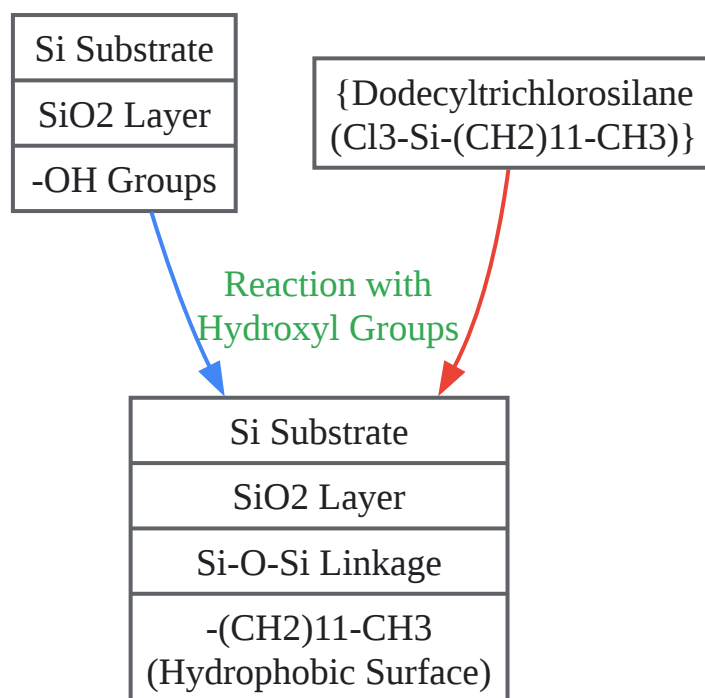 Si Substrate
SiO2 Layer
-OH Groups
{Dodecyltrichlorosilane
(Cl3-Si-(CH2)11-CH3)}
Reaction with
Hydroxyl Groups
Si Substrate
SiO2 Layer
Si-O-Si Linkage
-(CH2)11-CH3
(Hydrophobic Surface)